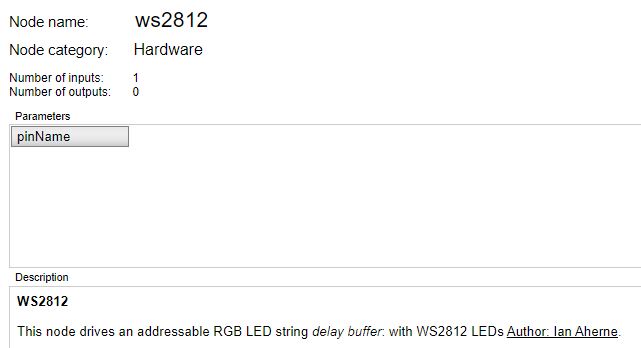 Node name: ws2812
Node category: Hardware
Number of inputs: 1
Number of outputs: 0
Parameters
pinName
Description
WS2812
This node drives an addressable RGB LED string delay buffer: with WS2812 LEDs Author: Ian Aherne.